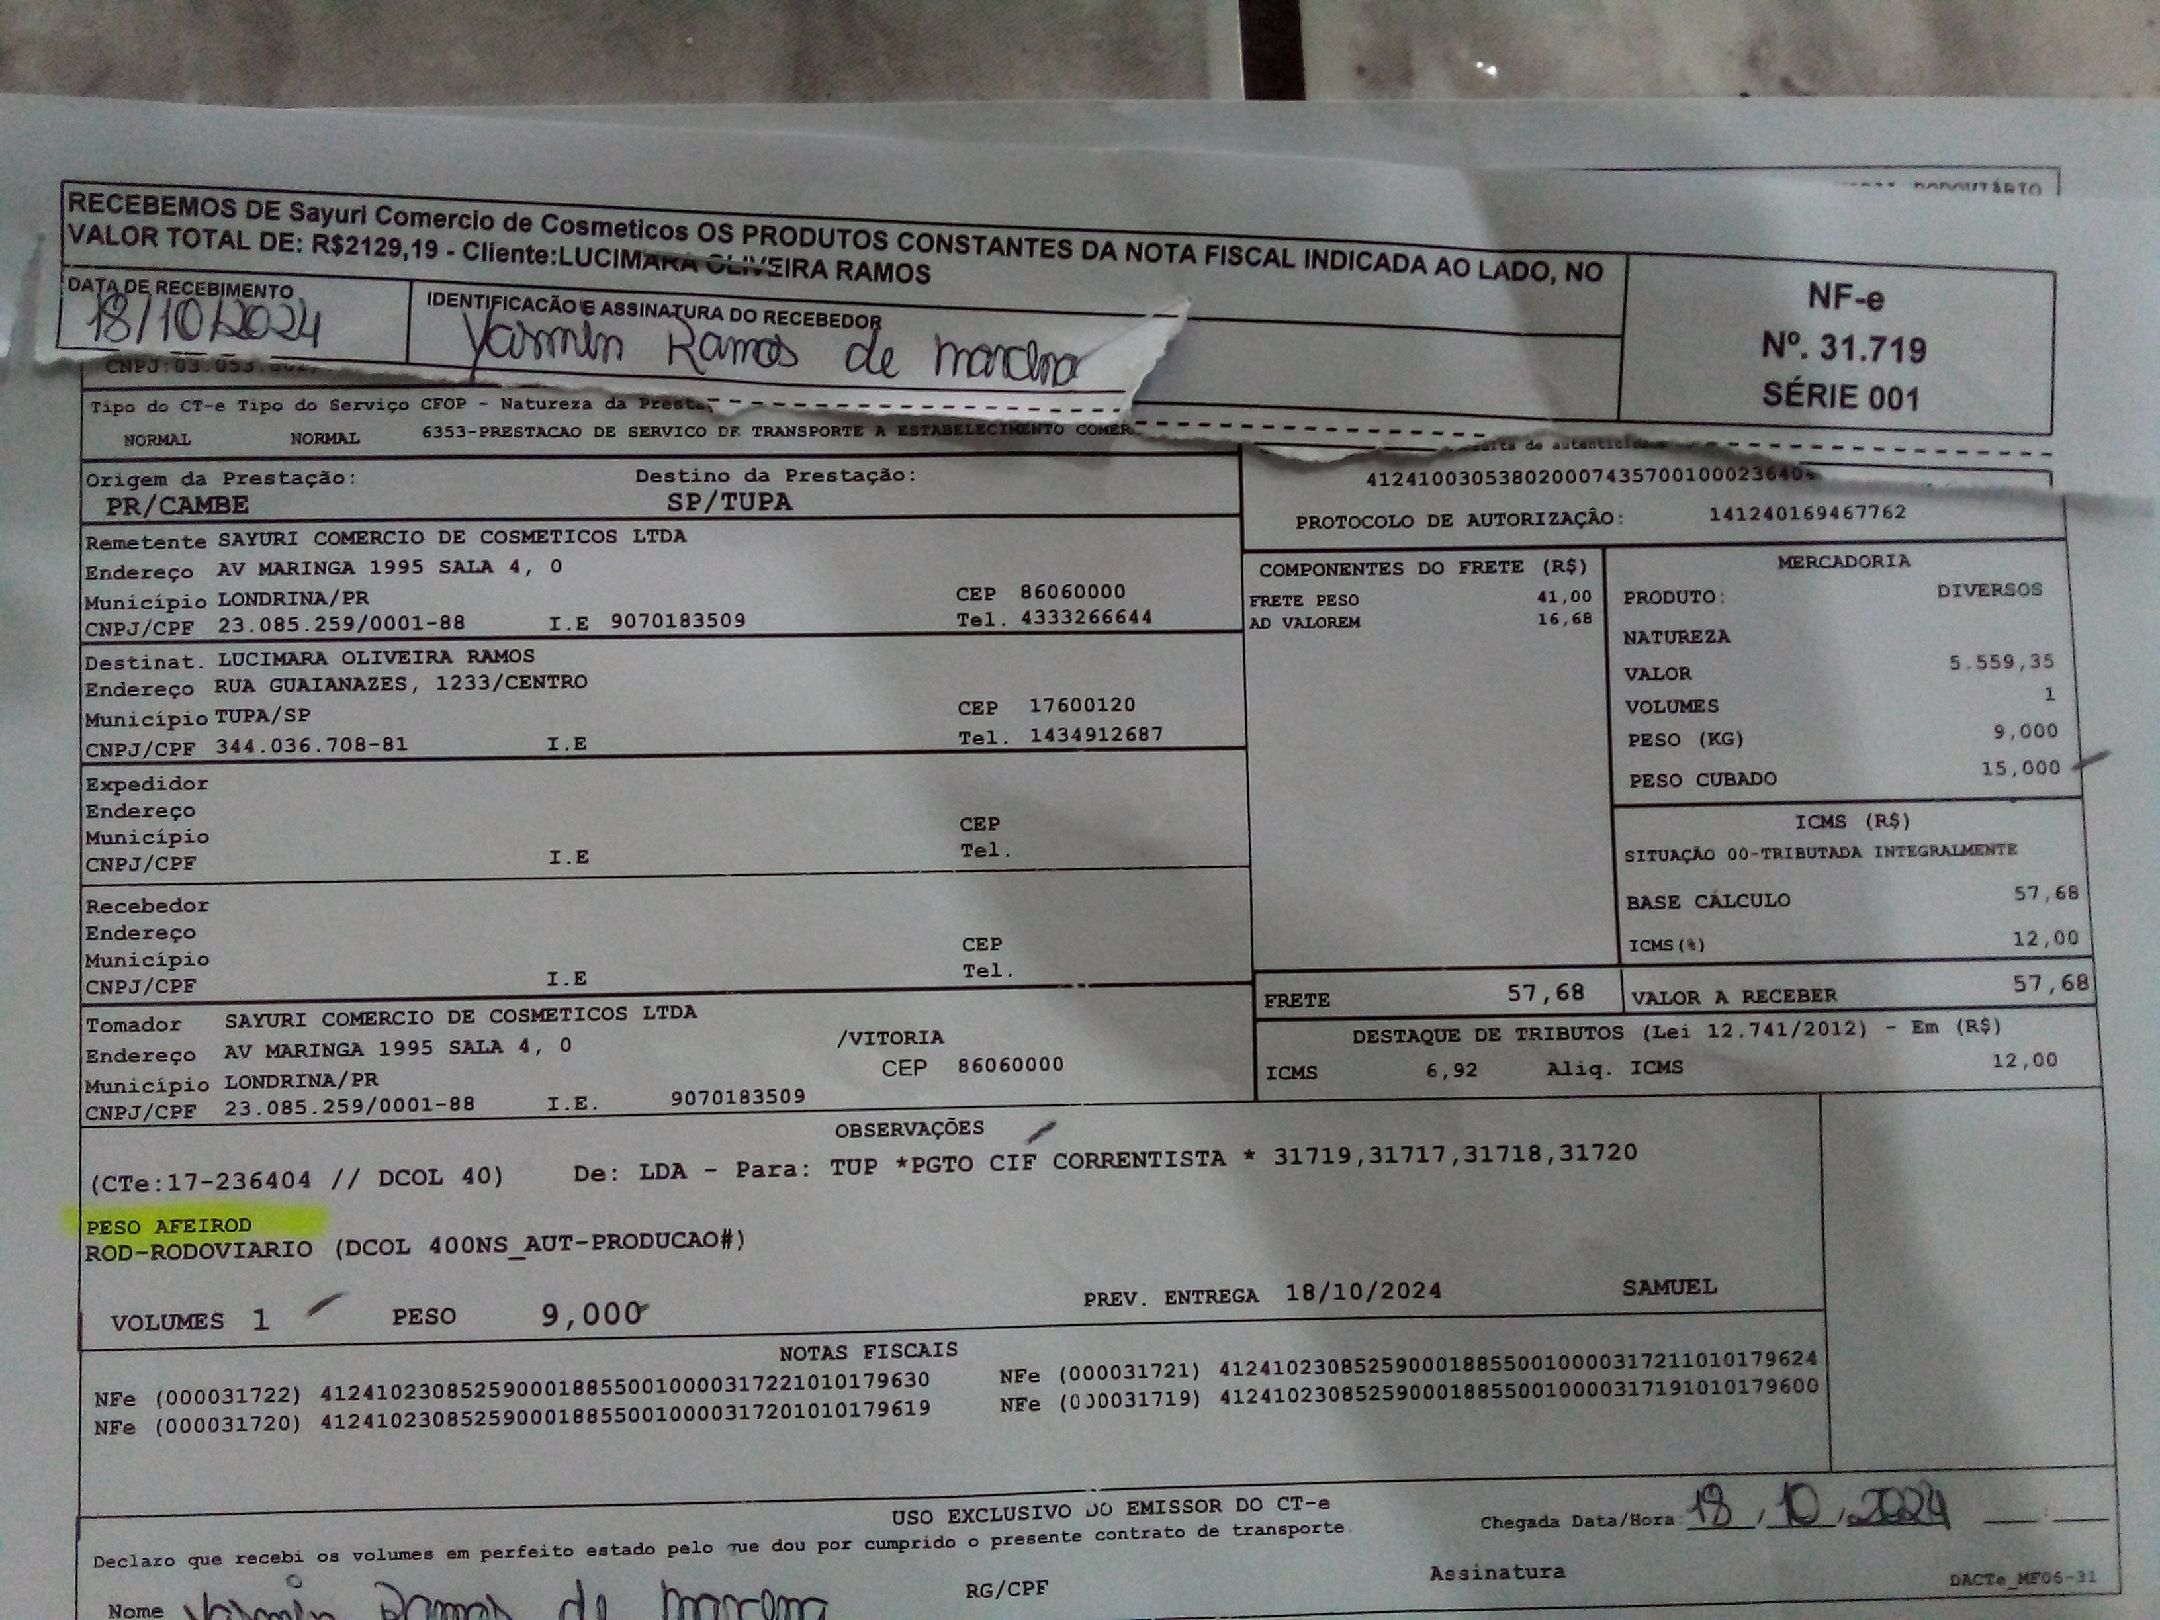 RECEBEMOS DE Sayuri Comercio de Cosmeticos OS PRODUTOS CONSTANTES DA NOTA FISCAL INDICADA AO LADO, NO
VALOR TOTAL DE: R$2129,19 - Cliente:LUCIMARA OLIVEIRA RAMOS
NF-e
Nº. 31.719
SÉRIE 001
DATA DE RECEBIMENTO
18/10/2024
IDENTIFICACÃO E ASSINATURA DO RECEBEDOR
Yasmin Ramos de
Tipo do CT-e Tipo do Serviço CFOP - Natureza da
NORMAL NORMAL 6353-PRESTACAO DE SERVICO DE TRANSPORTE A ESTABELECIMENTO
Origem da Prestação: Destino da Prestação:
PR/CAMBE SP/TUPA
PROTOCOLO DE AUTORIZAÇÃO: 141240169467762
Remetente SAYURI COMERCIO DE COSMETICOS LTDA
Endereço AV MARINGA 1995 SALA 4, 0
Município LONDRINA/PR CEP 86060000
CNPJ/CPF 23.085.259/0001-88 I.E 9070183509 Tel. 4333266644
Destinat. LUCIMARA OLIVEIRA RAMOS
Endereço RUA GUAIANAZES, 1233/CENTRO
Município TUPA/SP CEP 17600120
CNPJ/CPF 344.036.708-81 I.E Tel. 1434912687
Expedidor
Endereço
Município CEP
CNPJ/CPF I.E Tel.
Recebedor
Endereço
Município CEP
CNPJ/CPF I.E Tel.
Tomador SAYURI COMERCIO DE COSMETICOS LTDA
Endereço AV MARINGA 1995 SALA 4, 0 /VITORIA
Município LONDRINA/PR CEP 86060000
CNPJ/CPF 23.085.259/0001-88 I.E. 9070183509
COMPONENTES DO FRETE (R$)
FRETE PESO 41,00
AD VALOREM 16,68
MERCADORIA
PRODUTO: DIVERSOS
NATUREZA
VALOR 5.559,35
VOLUMES 1
PESO (KG) 9,000
PESO CUBADO 15,000
ICMS (R$)
SITUAÇÃO 00-TRIBUTADA INTEGRALMENTE
BASE CÁLCULO 57,68
ICMS(%) 12,00
FRETE 57,68 VALOR A RECEBER 57,68
DESTAQUE DE TRIBUTOS (Lei 12.741/2012) - Em (R$)
ICMS 6,92 Aliq. ICMS 12,00
OBSERVAÇÕES
(CTe:17-236404 // DCOL 40) De: LDA - Para: TUP *PGTO CIF CORRENTISTA * 31719,31717,31718,31720
PESO AFEIROD
ROD-RODOVIARIO (DCOL 400NS_AUT-PRODUCAO#)
VOLUMES 1 PESO 9,000 PREV. ENTREGA 18/10/2024 SAMUEL
NOTAS FISCAIS
NFe (000031722) 41241023085259000188550010000317221010179630 NFe (000031721) 41241023085259000188550010000317211010179624
NFe (000031720) 41241023085259000188550010000317201010179619 NFe (000031719) 41241023085259000188550010000317191010179600
USO EXCLUSIVO DO EMISSOR DO CT-e
Declaro que recebi os volumes em perfeito estado pelo que dou por cumprido o presente contrato de transporte
Chegada Data/Hora 18/10/2024
Nome Yasmin Ramos de
RG/CPF
Assinatura
DACTe_MF06-31